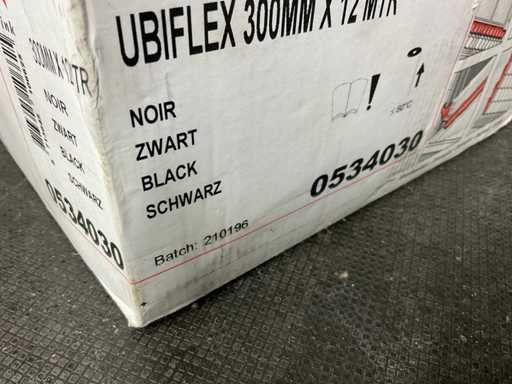 UBIFLEX 300MM X 12 MTR
NOIR
ZWART
BLACK
SCHWARZ
0534030
Batch: 210196
NOIR
ZWART
BLACK
SCHWARZ
0534030